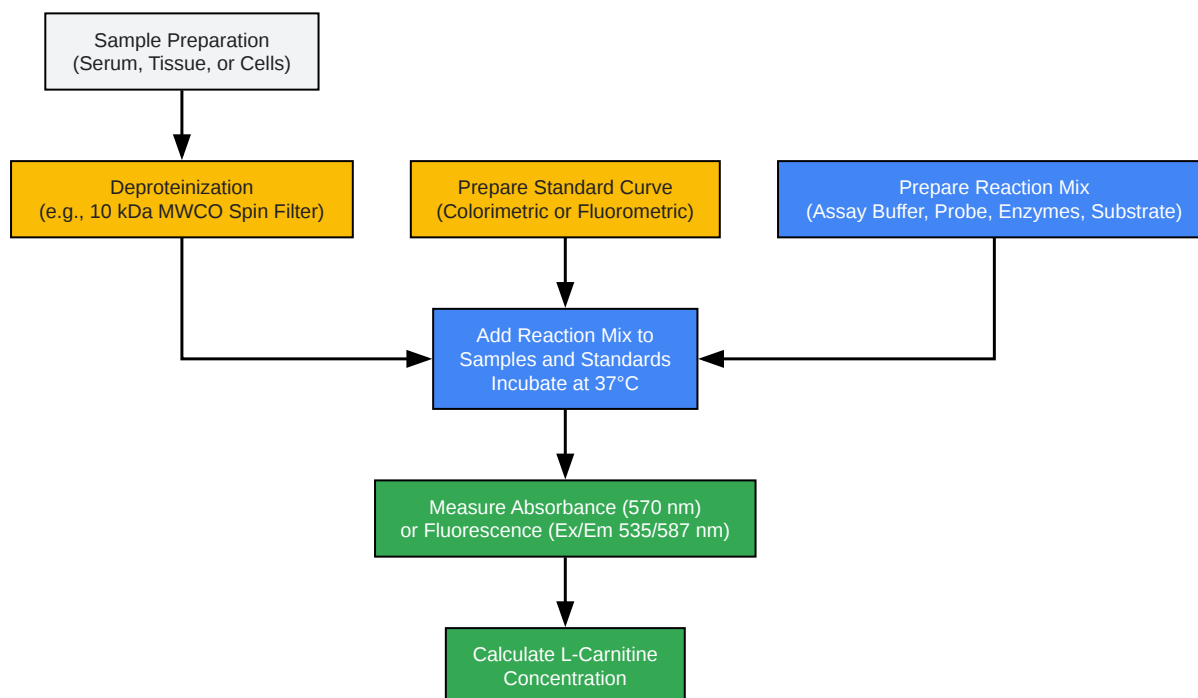 Sample Preparation
(Serum, Tissue, or Cells)
Deproteinization
(e.g., 10 kDa MWCO Spin Filter)
Prepare Standard Curve
(Colorimetric or Fluorometric)
Prepare Reaction Mix
(Assay Buffer, Probe, Enzymes, Substrate)
Add Reaction Mix to
Samples and Standards
Incubate at 37°C
Measure Absorbance (570 nm)
or Fluorescence (Ex/Em 535/587 nm)
Calculate L-Carnitine
Concentration